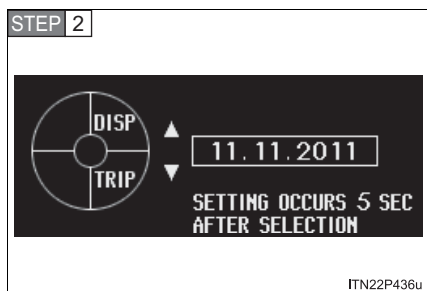 STEP 2
DISP
TRIP
▲
▼
11.11.2011
SETTING OCCURS 5 SEC
AFTER SELECTION
ITN22P436u